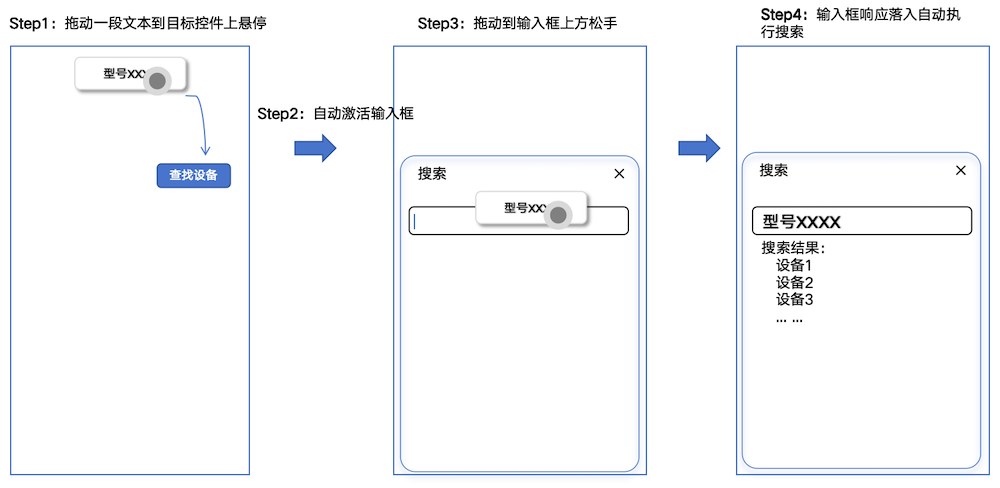 Step1：拖动一段文本到目标控件上悬停
型号XXX
查找设备
Step2：自动激活输入框
Step3：拖动到输入框上方松手
搜索
型号XX
Step4：输入框响应落入自动执
行搜索
搜索
型号XXXX
搜索结果：
设备1
设备2
设备3
... ...